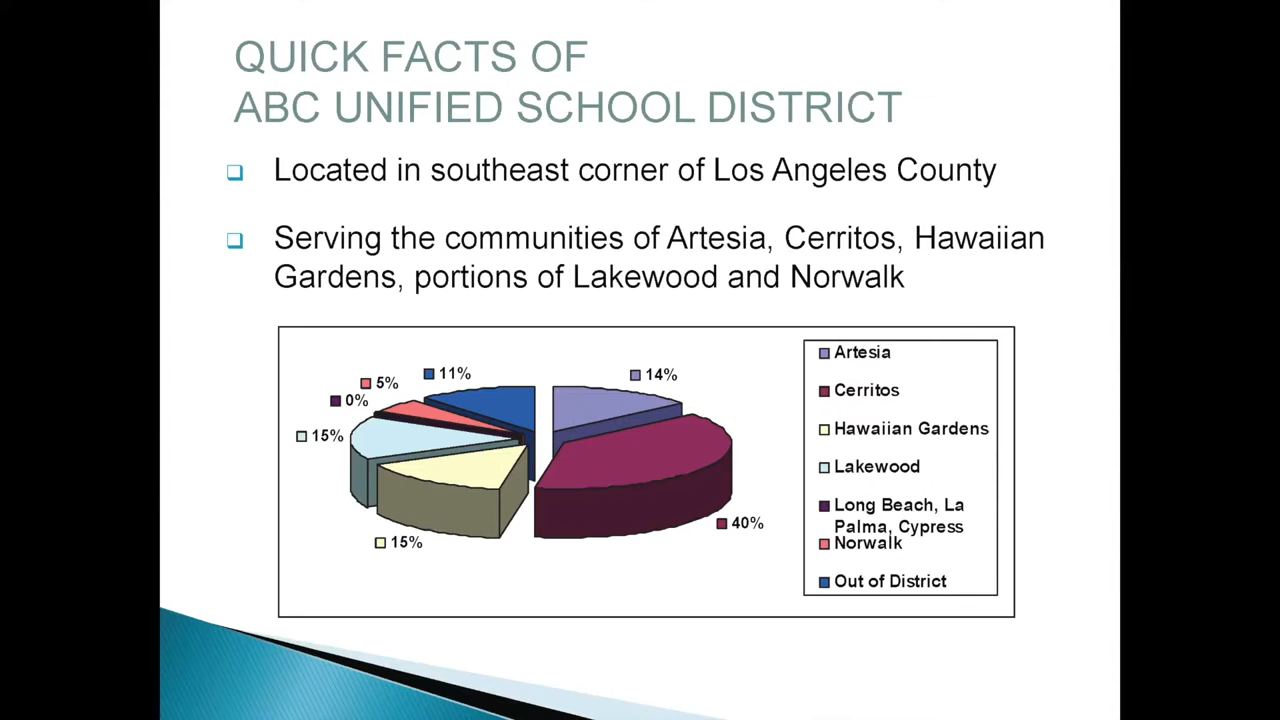 QUICK FACTS OF
ABC UNIFIED SCHOOL DISTRICT
Located in southeast corner of Los Angeles County
Serving the communities of Artesia, Cerritos, Hawaiian
Gardens, portions of Lakewood and Norwalk
11%
14%
5%
0%
15%
40%
15%
Artesia
Cerritos
Hawaiian Gardens
Lakewood
Long Beach, La
Palma, Cypress
Norwalk
Out of District